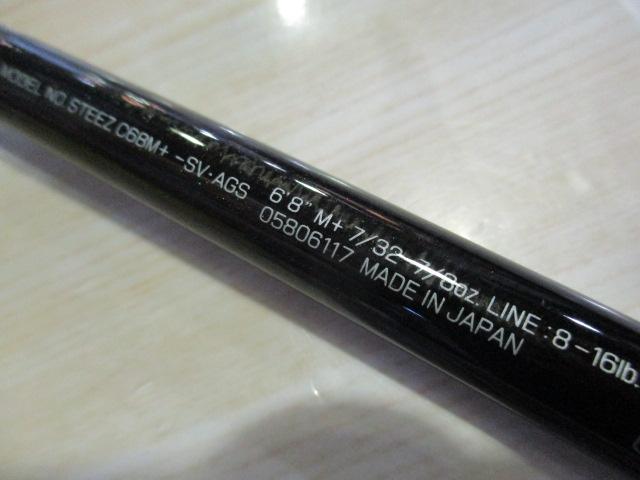 MODEL NO. STEEZ C68M+ -SV·AGS 6'8" M+ 7/32-7/8oz. LINE:8-16lb.
05806117 MADE IN JAPAN